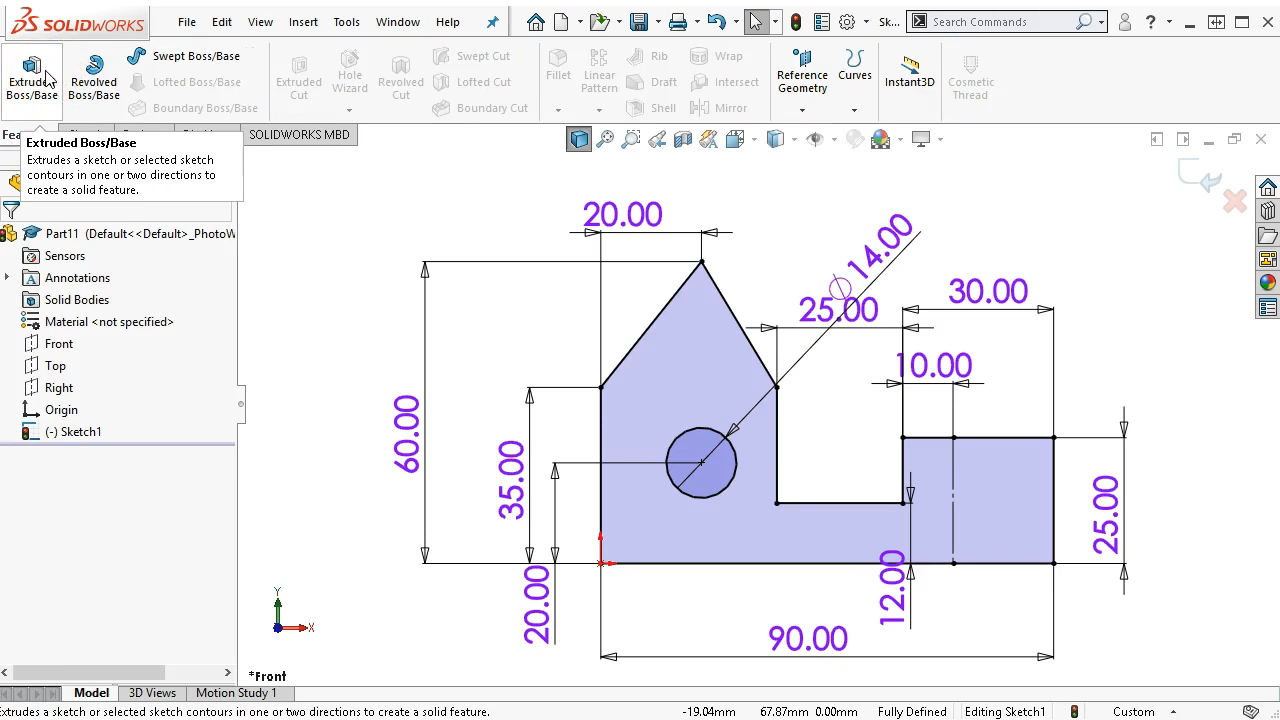 SOLIDWORKS
File Edit View Insert Tools Window Help
Sk...
Search Commands
Extruded Boss/Base
Revolved Boss/Base
Swept Boss/Base
Lofted Boss/Base
Boundary Boss/Base
Extruded Cut
Hole Wizard
Revolved Cut
Swept Cut
Lofted Cut
Boundary Cut
Fillet
Linear Pattern
Rib
Draft
Shell
Wrap
Intersect
Mirror
Reference Geometry
Curves
Instant3D
Cosmetic Thread
SOLIDWORKS MBD
Extruded Boss/Base
Extrudes a sketch or selected sketch
contours in one or two directions to
create a solid feature.
Part11 (Default<<Default>_PhotoW
Sensors
Annotations
Solid Bodies
Material <not specified>
Front
Top
Right
Origin
(-) Sketch1
20.00
14.00
25.00
30.00
10.00
60.00
35.00
20.00
12.00
25.00
90.00
Y
X
*Front
Model 3D Views Motion Study 1
Extrudes a sketch or selected sketch contours in one or two directions to create a solid feature.
-19.04mm 67.87mm 0.00mm Fully Defined Editing Sketch1 Custom